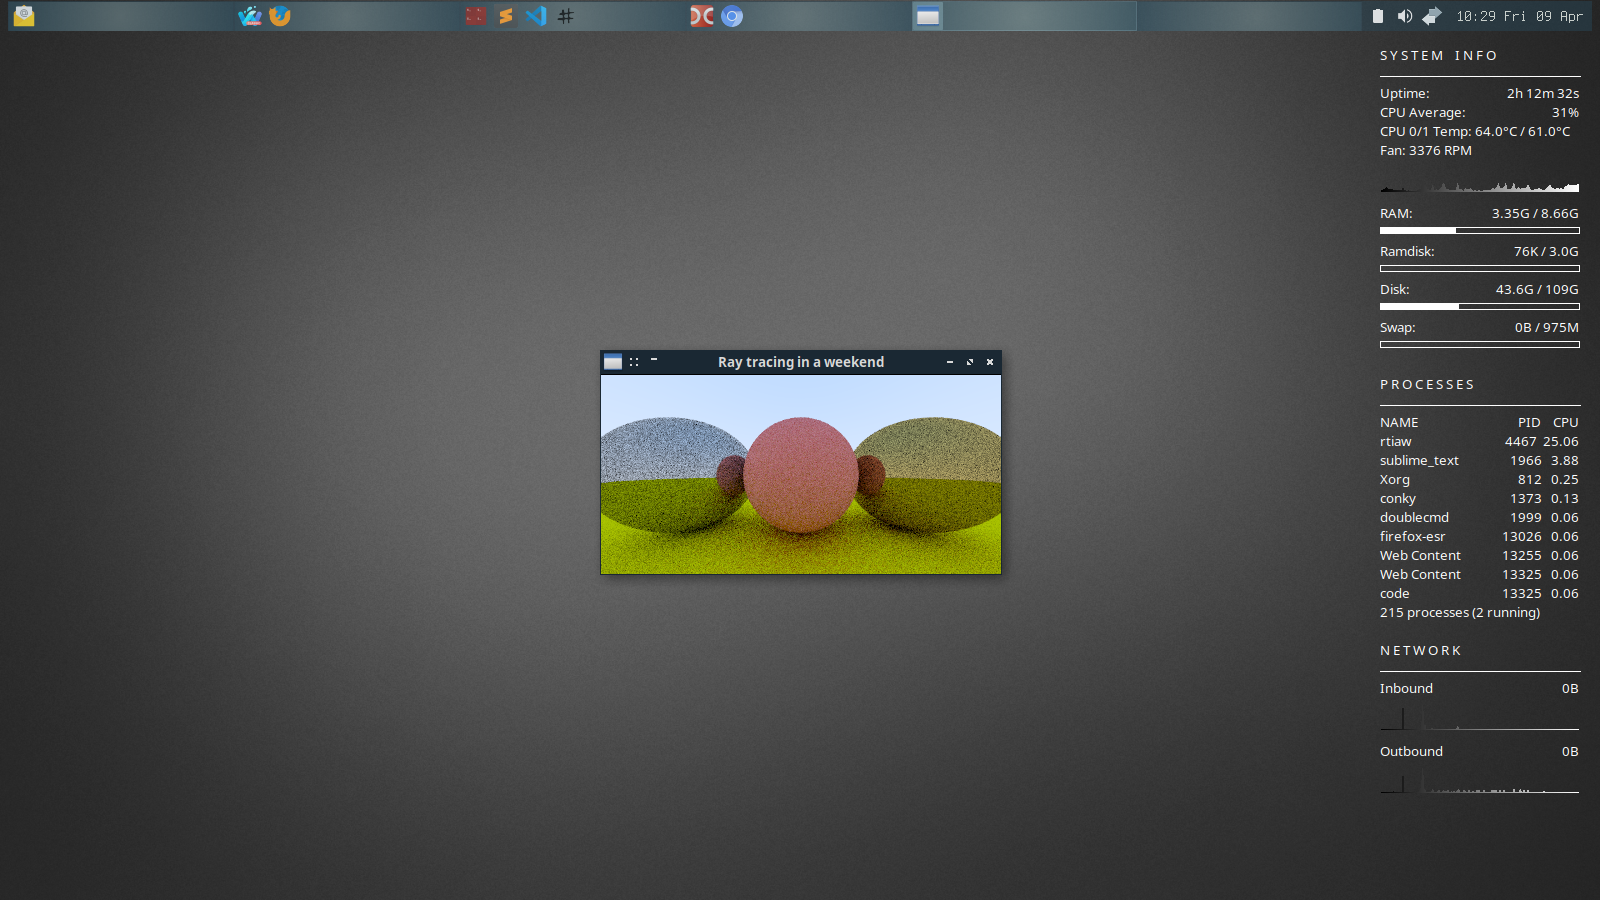 10:29 Fri 09 Apr
SYSTEM INFO
Uptime: 2h 12m 32s
CPU Average: 31%
CPU 0/1 Temp: 64.0°C / 61.0°C
Fan: 3376 RPM
RAM: 3.35G / 8.66G
Ramdisk: 76K / 3.0G
Disk: 43.6G / 109G
Swap: 0B / 975M
Ray tracing in a weekend
PROCESSES
NAME PID CPU
rtiaw 4467 25.06
sublime_text 1966 3.88
Xorg 812 0.25
conky 1373 0.13
doublecmd 1999 0.06
firefox-esr 13026 0.06
Web Content 13255 0.06
Web Content 13325 0.06
code 13325 0.06
215 processes (2 running)
NETWORK
Inbound 0B
Outbound 0B